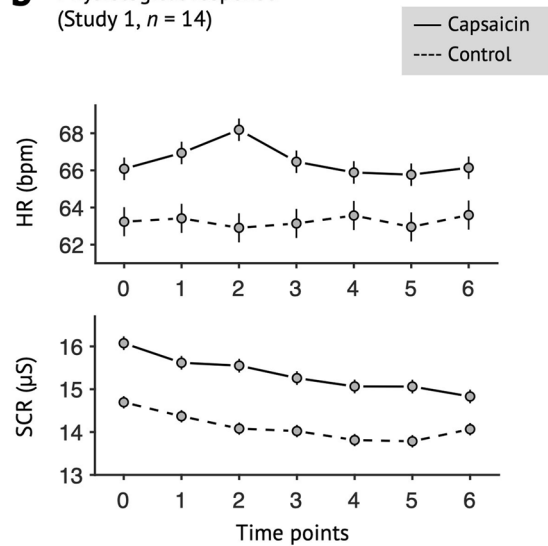 (Study 1, n = 14)
Capsaicin
Control
HR (bpm)
68
66
64
62
0 1 2 3 4 5 6
SCR (µS)
16
15
14
13
0 1 2 3 4 5 6
Time points